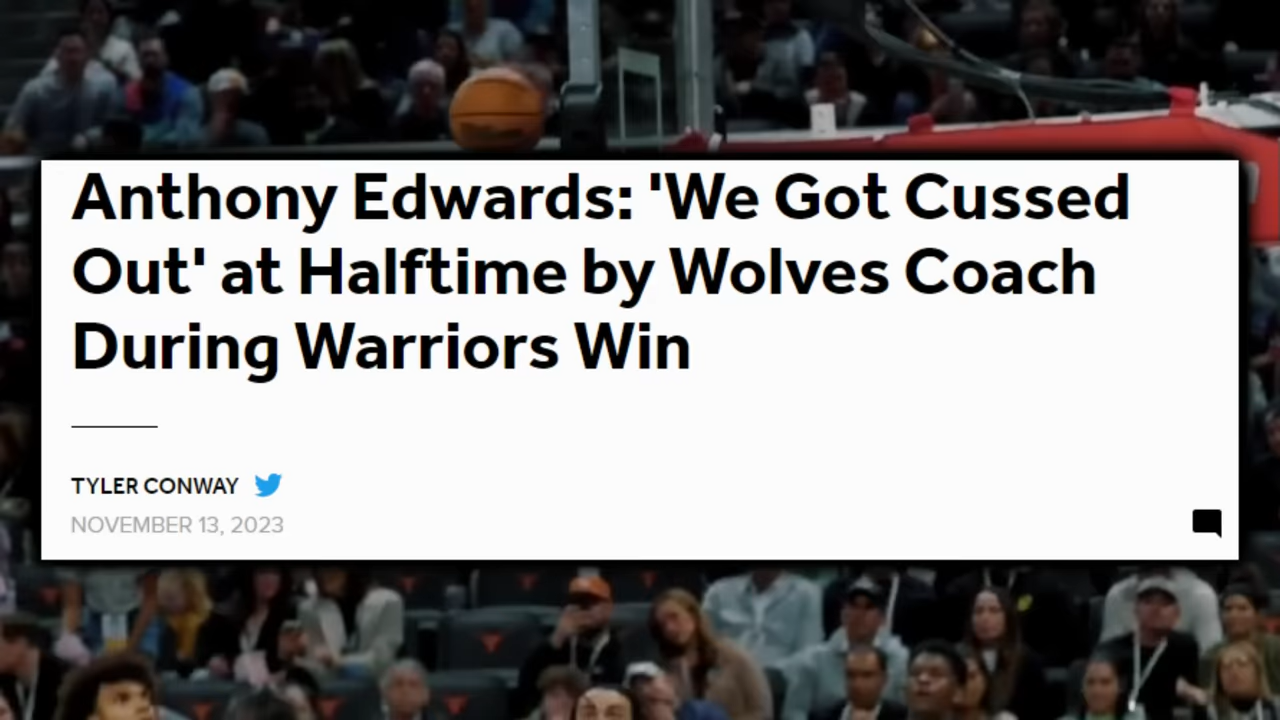 Anthony Edwards: 'We Got Cussed
Out' at Halftime by Wolves Coach
During Warriors Win
TYLER CONWAY
NOVEMBER 13, 2023